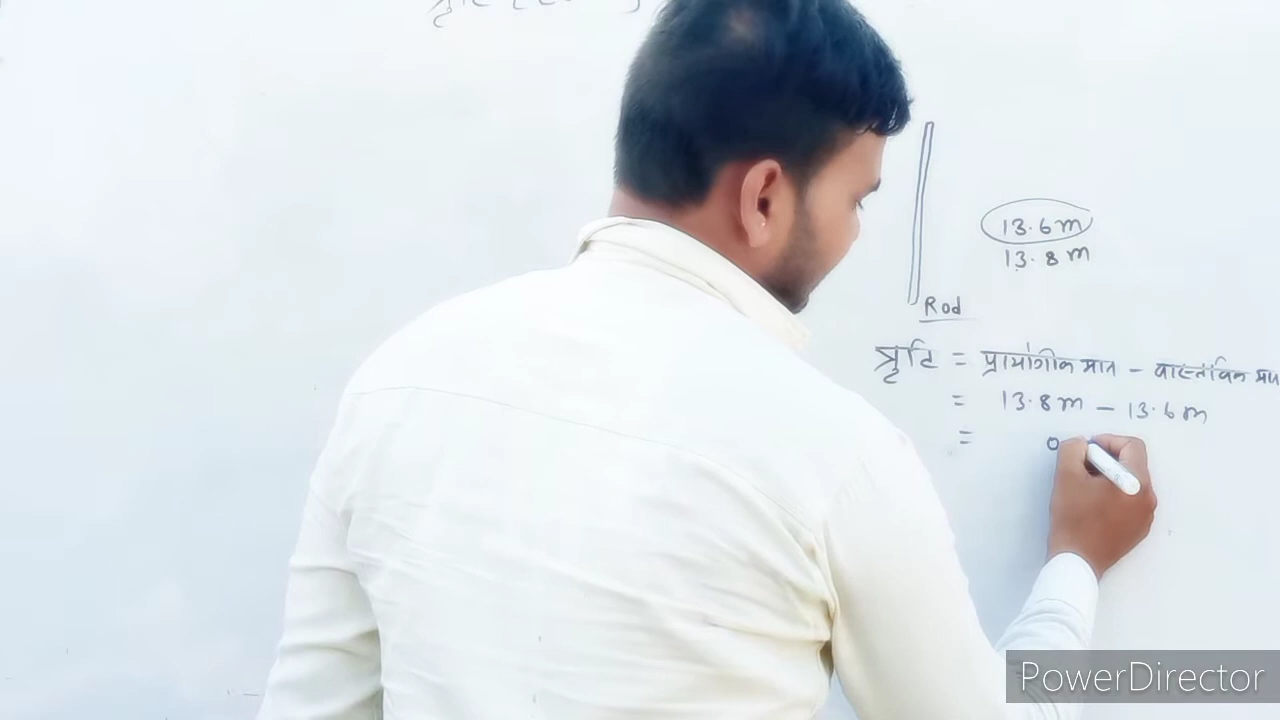 त्रुटि
13.6 m
13.8 m
Rod
त्रुटि = प्रायोगिक मान - वास्तविक मान
= 13.8 m - 13.6 m
= 0
PowerDirector